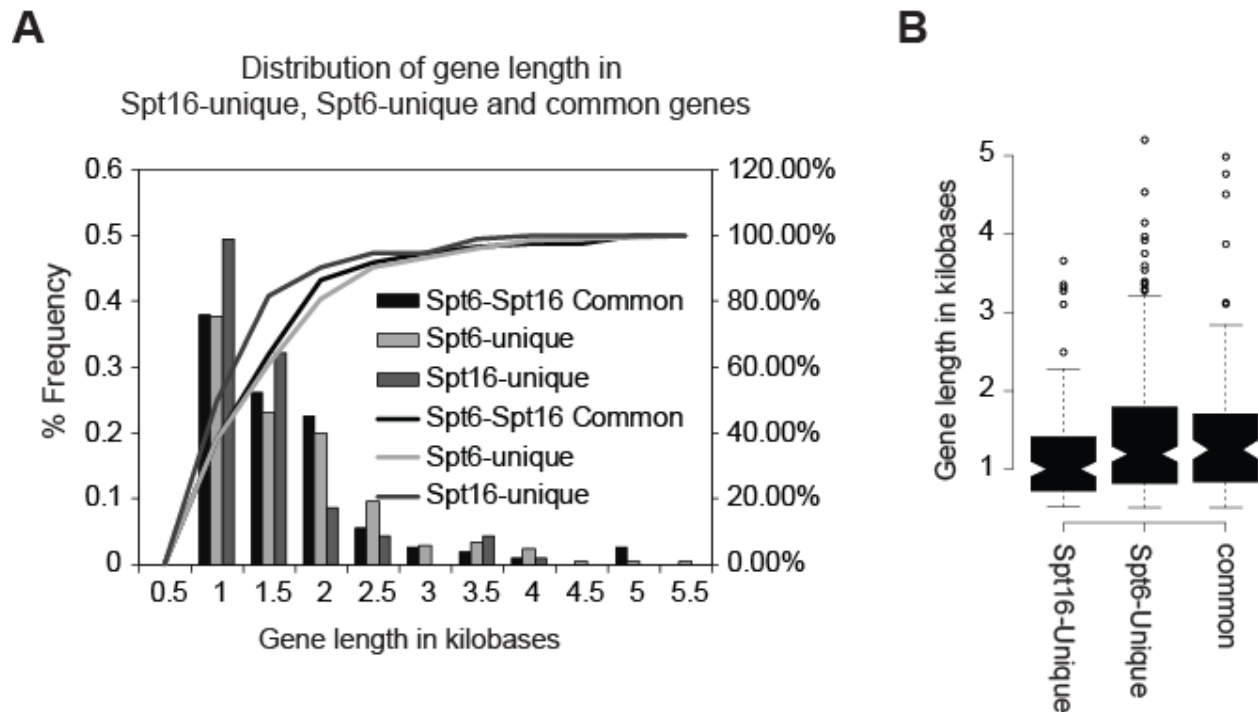 A
Distribution of gene length in
Spt16-unique, Spt6-unique and common genes
% Frequency
0.6
0.5
0.4
0.3
0.2
0.1
0
120.00%
100.00%
80.00%
60.00%
40.00%
20.00%
0.00%
Spt6-Spt16 Common
Spt6-unique
Spt16-unique
Spt6-Spt16 Common
Spt6-unique
Spt16-unique
0.5 1 1.5 2 2.5 3 3.5 4 4.5 5 5.5
Gene length in kilobases
B
Gene length in kilobases
5
4
3
2
1
Spt16-Unique
Spt6-Unique
common